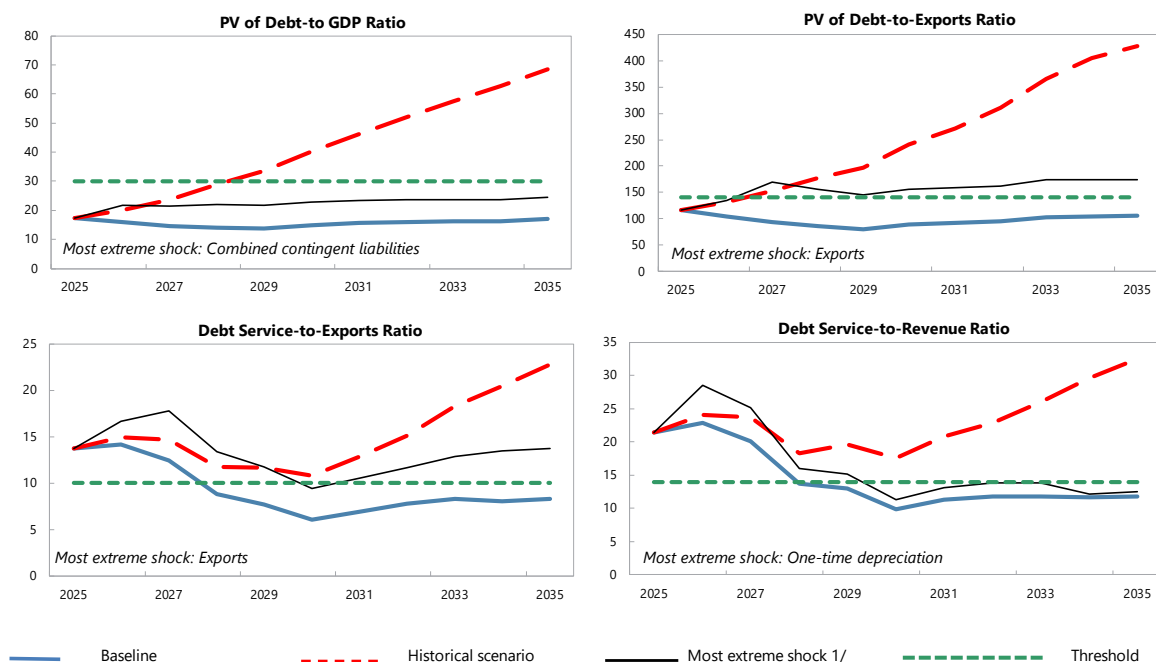 PV of Debt-to GDP Ratio
80
70
60
50
40
30
20
10
0
Most extreme shock: Combined contingent liabilities
2025 2027 2029 2031 2033 2035
PV of Debt-to-Exports Ratio
450
400
350
300
250
200
150
100
50
0
Most extreme shock: Exports
2025 2027 2029 2031 2033 2035
Debt Service-to-Exports Ratio
25
20
15
10
5
0
Most extreme shock: Exports
2025 2027 2029 2031 2033 2035
Debt Service-to-Revenue Ratio
35
30
25
20
15
10
5
0
Most extreme shock: One-time depreciation
2025 2027 2029 2031 2033 2035
Baseline Historical scenario Most extreme shock 1/ Threshold